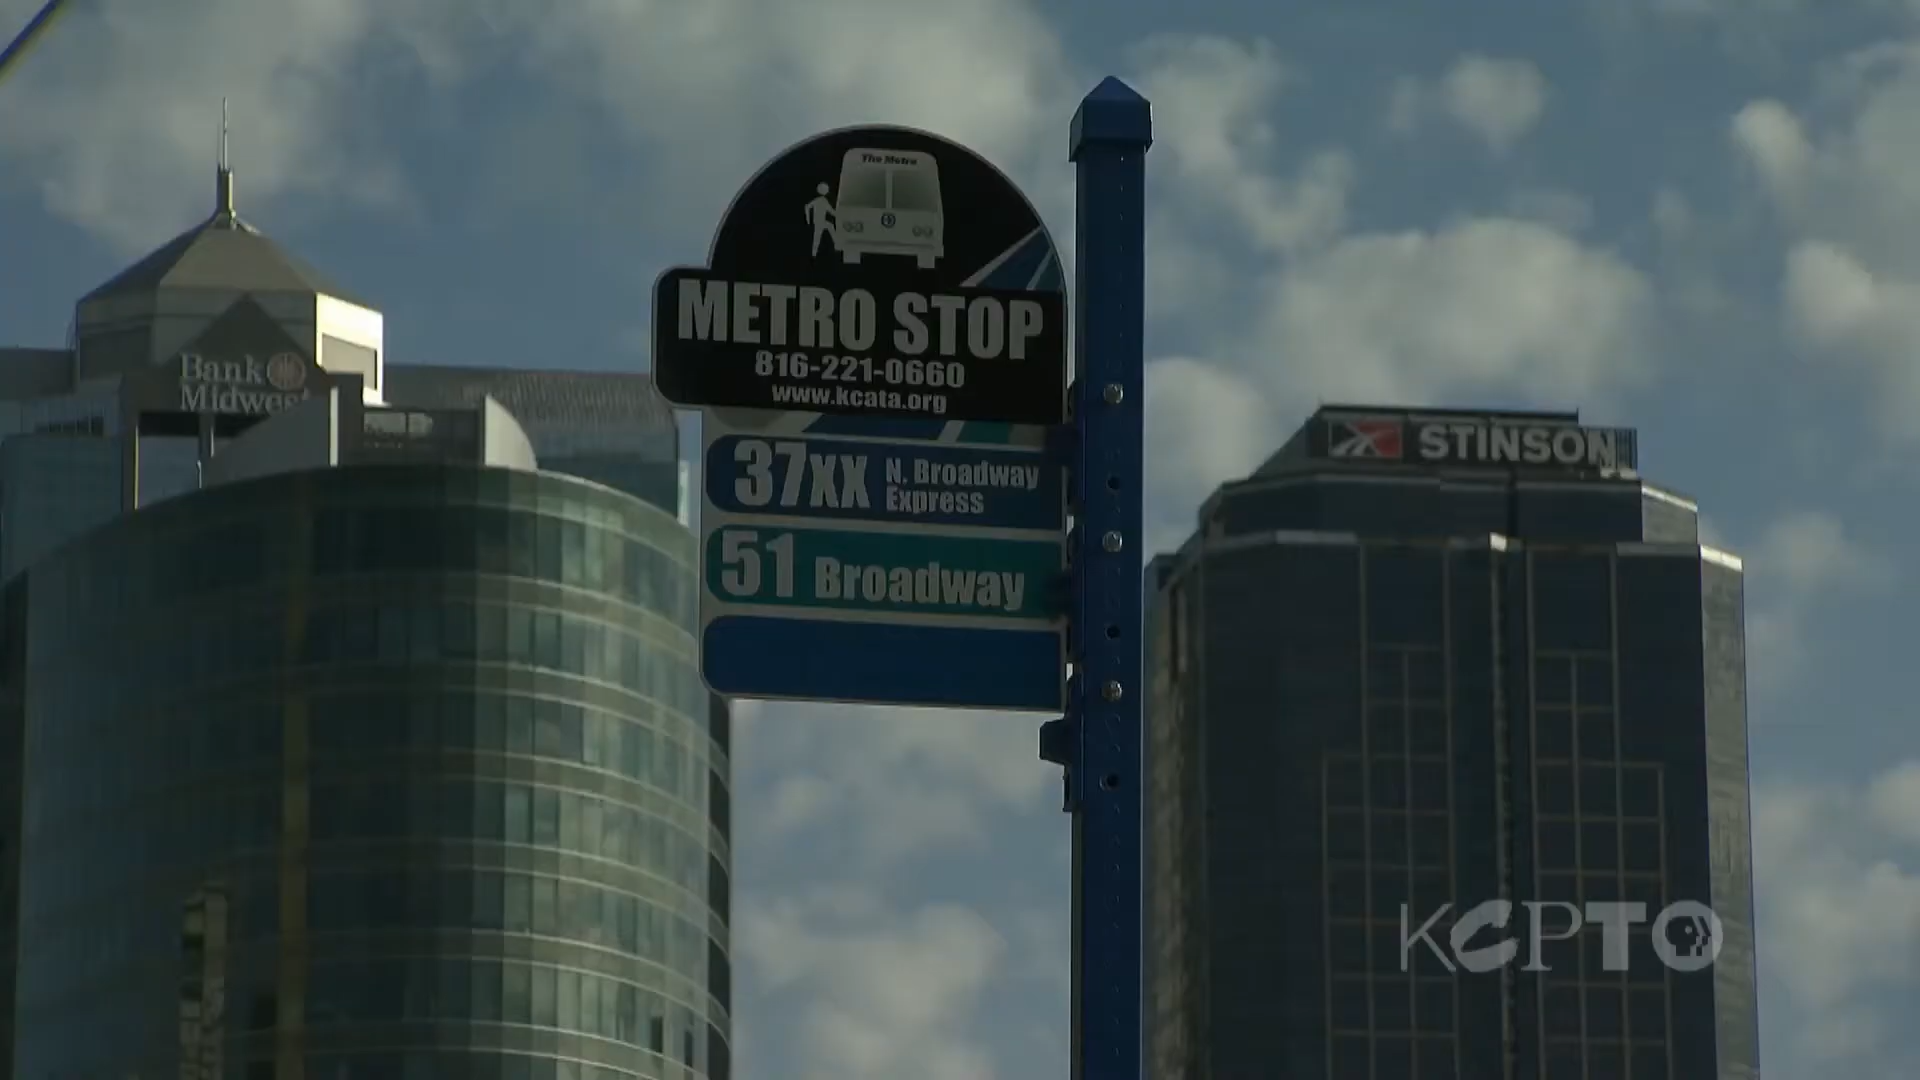 The Metro
METRO STOP
816-221-0660
www.kcata.org
37XX N. Broadway
Express
51 Broadway
Bank
Midwest
STINSON
KCPT